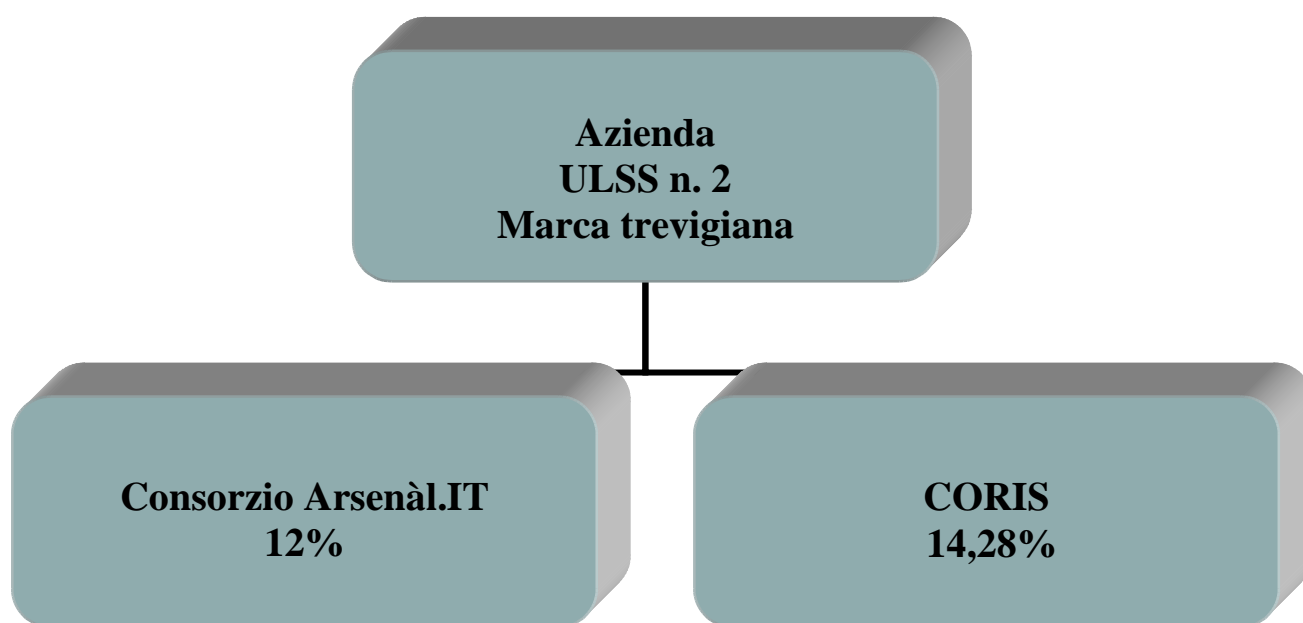 Azienda
ULSS n. 2
Marca trevigiana
Consorzio Arsenàl.IT
12%
CORIS
14,28%